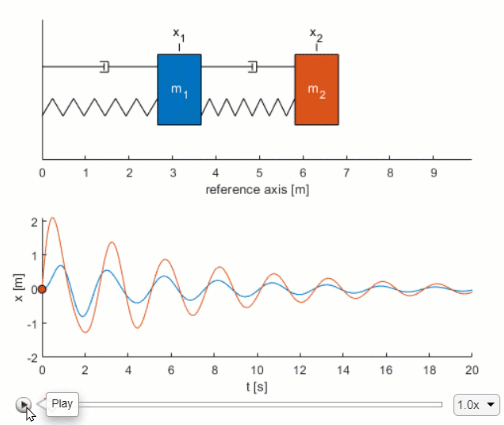 x1 x2
m1 m2
0 1 2 3 4 5 6 7 8 9
reference axis [m]
2
1
0
-1
-2
x [m]
0 2 4 6 8 10 12 14 16 18 20
t [s]
Play 1.0x